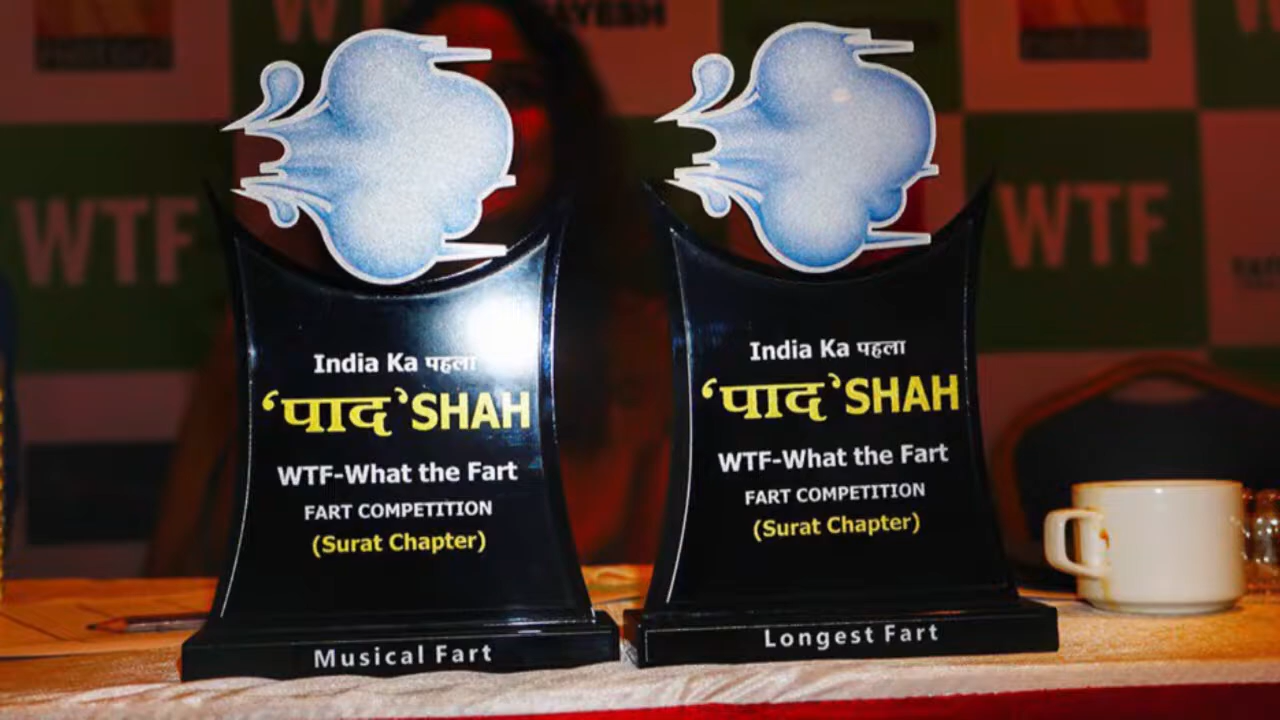 WTF
WTF
India Ka पहला
'पाद'SHAH
WTF-What the Fart
FART COMPETITION
(Surat Chapter)
Musical Fart
India Ka पहला
'पाद'SHAH
WTF-What the Fart
FART COMPETITION
(Surat Chapter)
Longest Fart